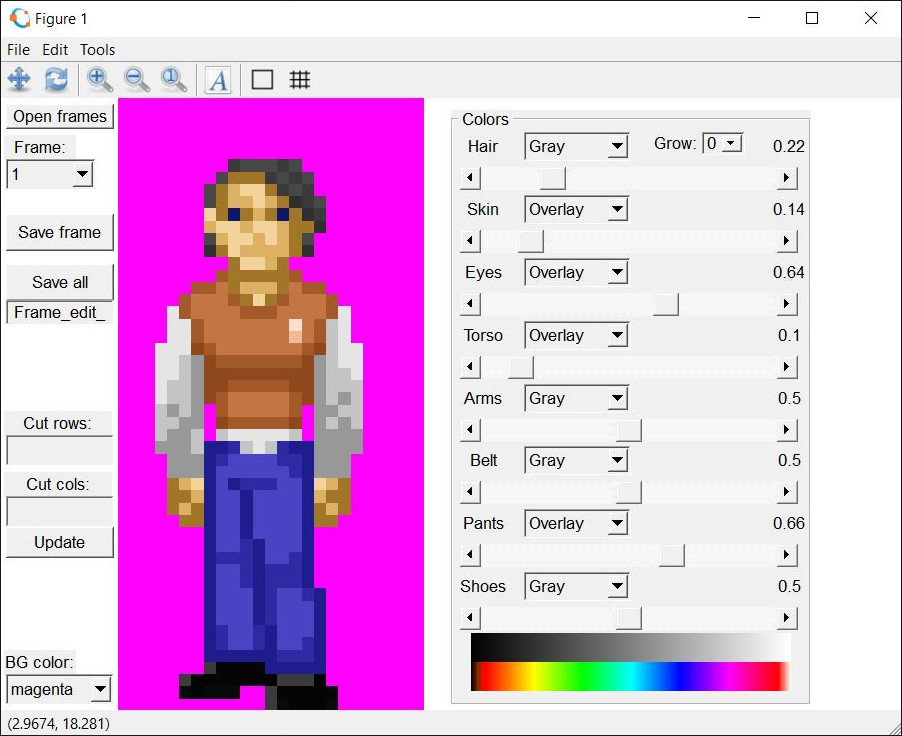 Figure 1
File Edit Tools
A
Open frames
Frame:
1
Save frame
Save all
Frame_edit_
Cut rows:
Cut cols:
Update
BG color:
magenta
Colors
Hair Gray Grow: 0 0.22
Skin Overlay 0.14
Eyes Overlay 0.64
Torso Overlay 0.1
Arms Gray 0.5
Belt Gray 0.5
Pants Overlay 0.66
Shoes Gray 0.5
(2.9674, 18.281)